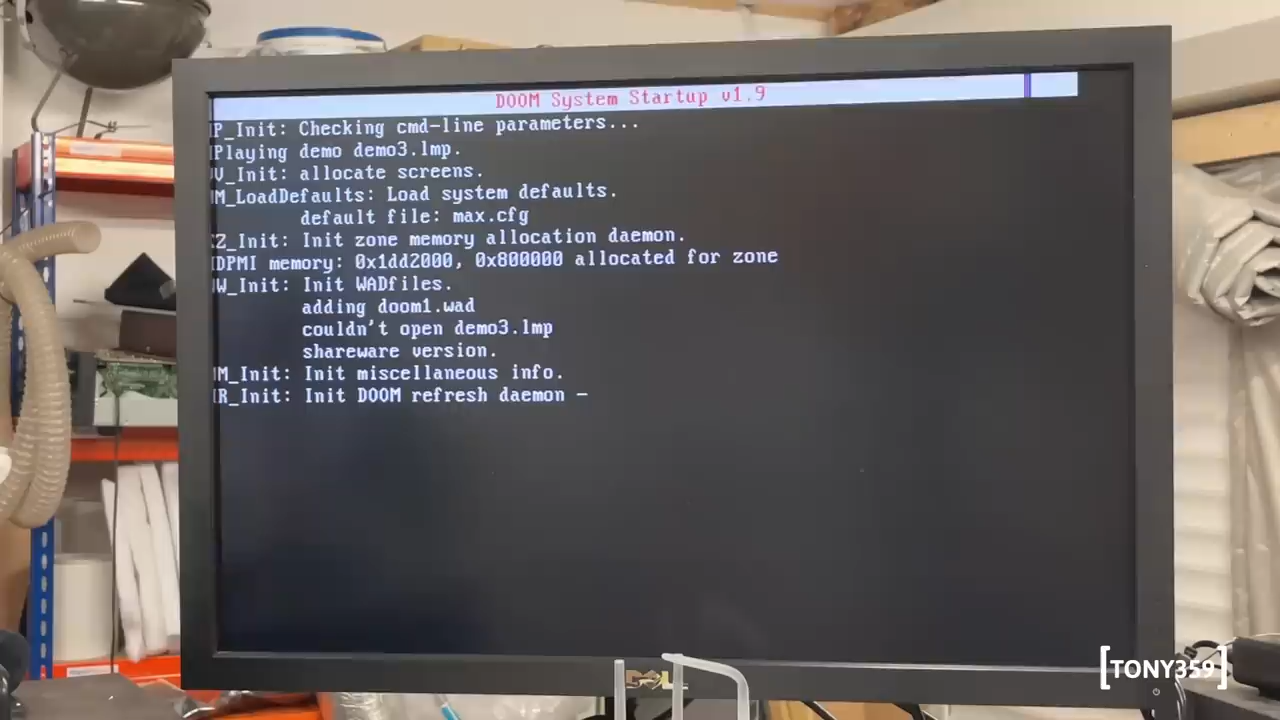 DOOM System Startup v1.9
P_Init: Checking cmd-line parameters...
Playing demo demo3.lmp.
V_Init: allocate screens.
M_LoadDefaults: Load system defaults.
default file: max.cfg
Z_Init: Init zone memory allocation daemon.
DPMI memory: 0x1dd2000, 0x800000 allocated for zone
W_Init: Init WADfiles.
adding doom1.wad
couldn't open demo3.lmp
shareware version.
M_Init: Init miscellaneous info.
R_Init: Init DOOM refresh daemon -
DELL
[TONY359]